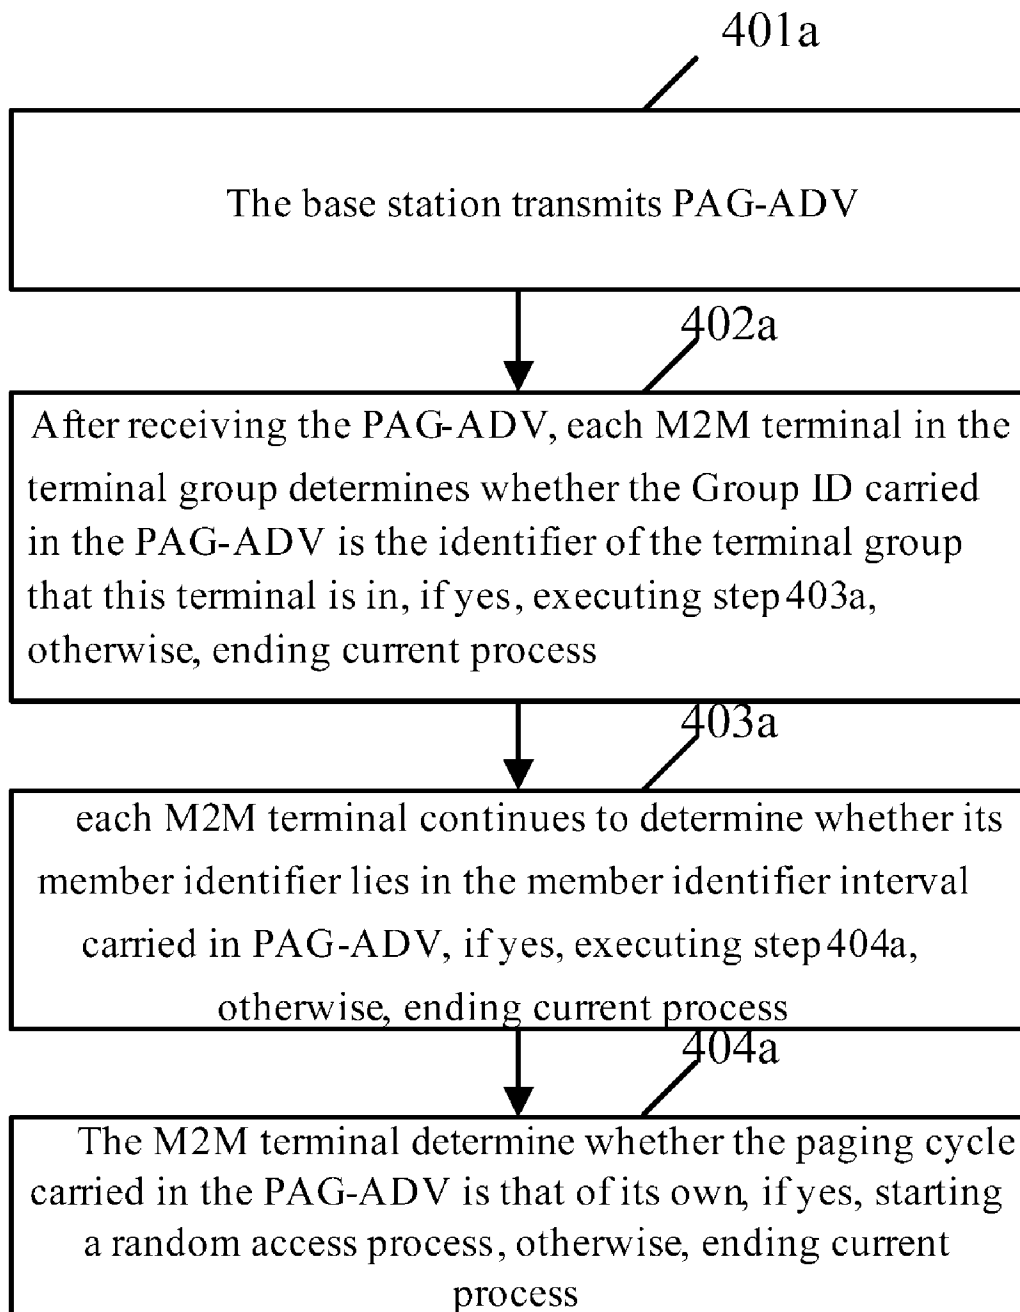 401a
The base station transmits PAG-ADV
402a
After receiving the PAG-ADV, each M2M terminal in the
terminal group determines whether the Group ID carried
in the PAG-ADV is the identifier of the terminal group
that this terminal is in, if yes, executing step 403a,
otherwise, ending current process
403a
each M2M terminal continues to determine whether its
member identifier lies in the member identifier interval
carried in PAG-ADV, if yes, executing step 404a,
otherwise, ending current process
404a
The M2M terminal determine whether the paging cycle
carried in the PAG-ADV is that of its own, if yes, starting
a random access process, otherwise, ending current
process